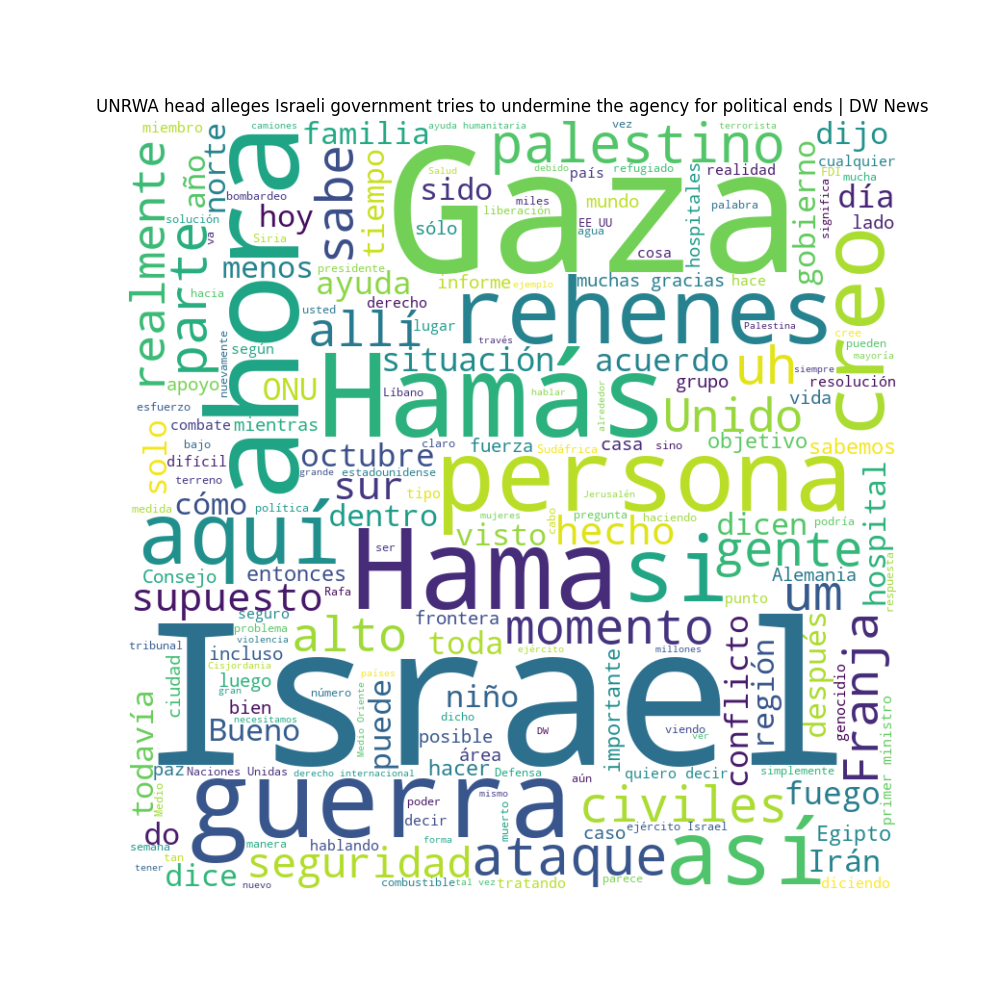 UNRWA head alleges Israeli government tries to undermine the agency for political ends | DW News
miembro
camiones
familia
ayuda humanitaria
palestino
vez
terrorista
dijo
realmente
parte
año
norte
ahora
sabe
tiempo
Salud
Gaza
sido
debido
país
refugiado
realidad
hospitales
cualquier
FDI
mucha
bombardeo
hoy
sólo
miles
liberación
EE UU
agua
mundo
palabra
gobierno
significa
día
lado
solución
va
Siria
menos
presidente
ayuda
informe
ejemplo
cosa
muchas gracias
hace
creo
hacia
usted
derecho
rehenes
Palestina
cree
pueden
mayoría
nuevamente
según
allí
lugar
través
situación
acuerdo
uh
siempre
apoyo
ONU
Hamás
Líbano
hablar
alrededor
grupo
resolución
vida
esfuerzo
combate
mientras
Unido
solo
bajo
difícil
octubre
claro
fuerza
Sudáfrica
casa
sino
objetivo
sabemos
terreno
grande
estadounidense
persona
medida
cómo
política
sur
tipo
Jerusalén
hospital
aquí
dentro
mujeres
cabo
pregunta
haciendo
dicen
podría
visto
hecho
ser
Hamas
si
gente
respuesta
Consejo
entonces
Alemania
supuesto
Rafa
punto
um
seguro
frontera
momento
problema
alto
toda
tribunal
violencia
incluso
ejército
millones
Israel
conflicto
región
después
Franja
genocidio
ciudad
Cisjordania
luego
gran
número
países
importante
todavía
bien
Medio Oriente
puede
niño
necesitamos
dicho
Bueno
posible
DW
viendo
ver
área
primer ministro
paz
Naciones Unidas
derecho internacional
hacer
Defensa
aún
quiero decir
simplemente
Medio
guerra
poder
mismo
muerto
civiles
fuego
do
decir
caso
ejército Israel
Egipto
semana
manera
hablando
forma
tan
seguridad
ataque
así
Irán
tener
dice
nuevo
combustible
tal vez
tratando
parece
diciendo